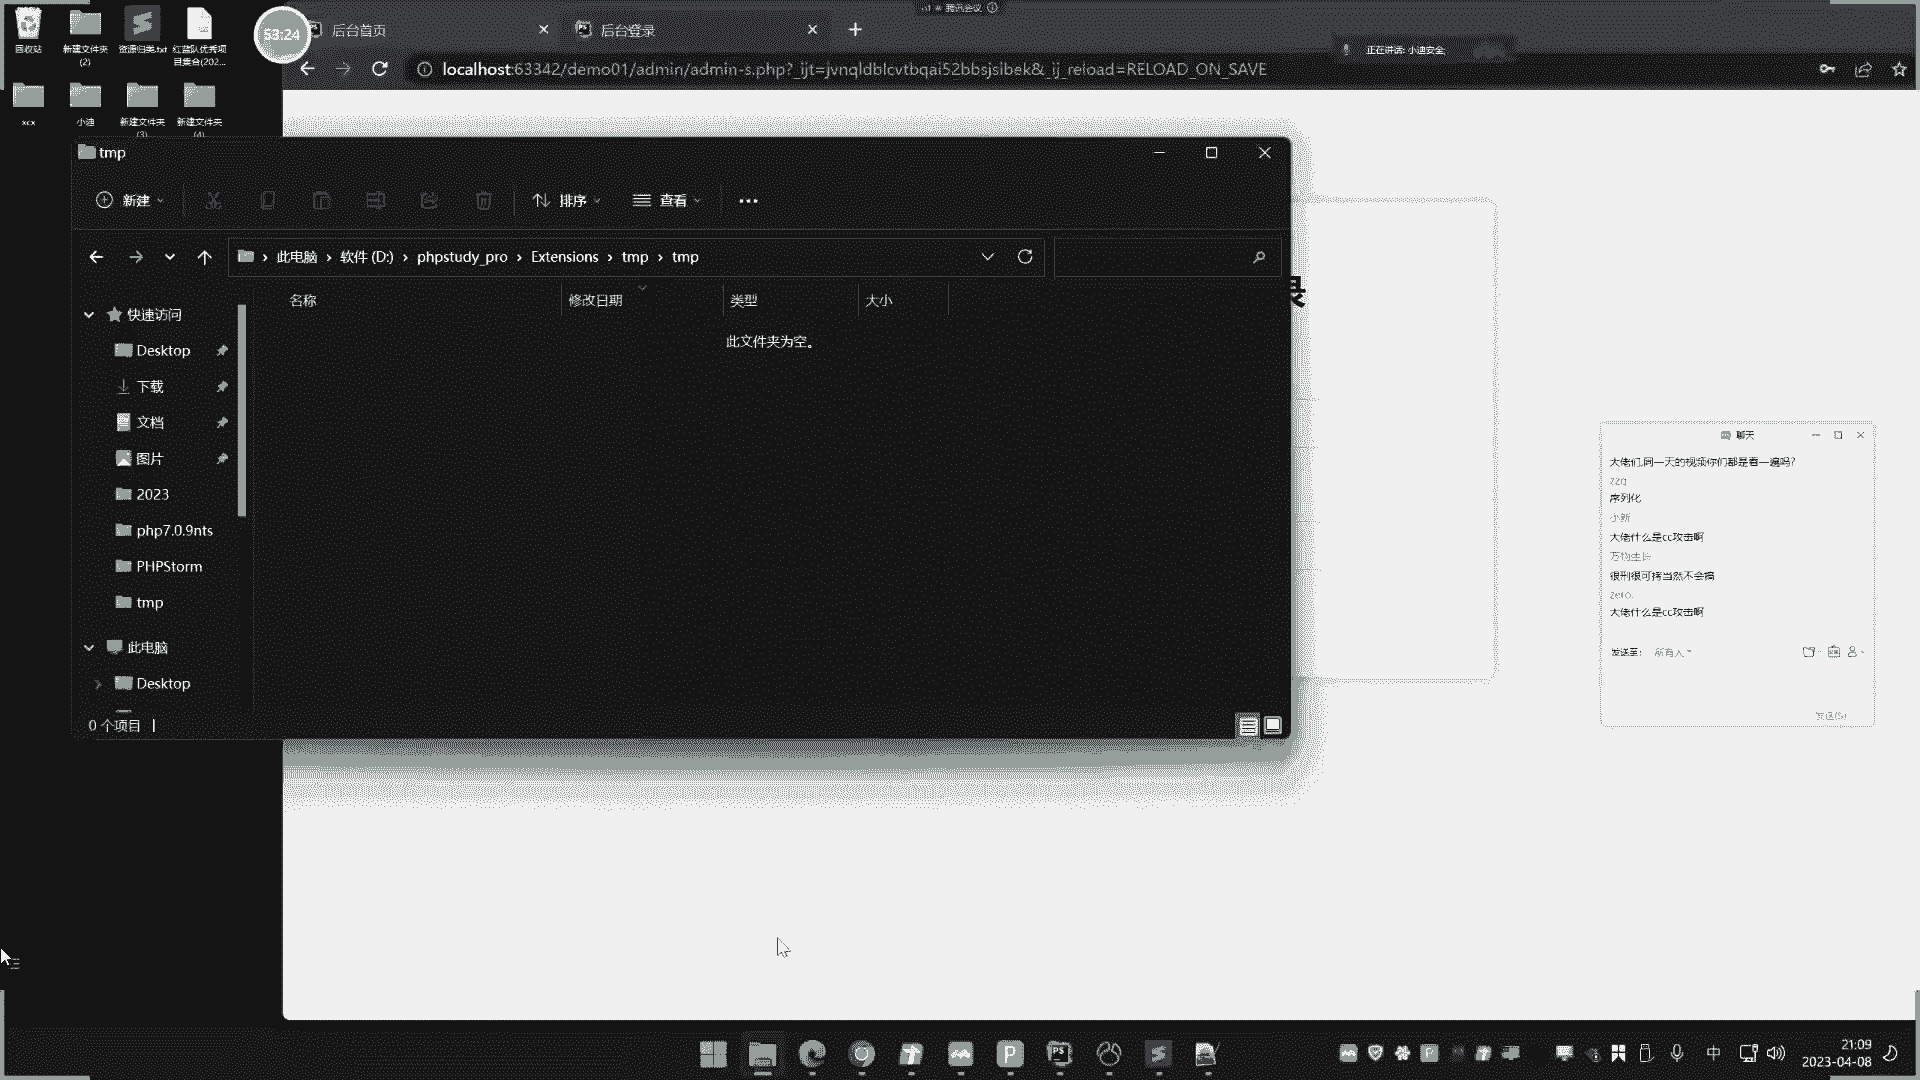 回收站
新建文件夹
(2)
资源归类.txt
红蓝队优秀项
目集合(202...
xcx
小迪
新建文件夹
(3)
新建文件夹
(4)
53:24
后台首页
后台登录
腾讯会议
正在讲话: 小迪安全
localhost:63342/demo01/admin/admin-s.php?_ijt=jvnqldblcvtbqai52bbsjsibek&_ij_reload=RELOAD_ON_SAVE
tmp
新建
排序
查看
此电脑
软件 (D:)
phpstudy_pro
Extensions
tmp
tmp
名称
修改日期
类型
大小
此文件夹为空。
快速访问
Desktop
下载
文档
图片
2023
php7.0.9nts
PHPStorm
tmp
此电脑
Desktop
0 个项目
录
聊天
大佬们,同一天的视频你们都是看一遍吗?
zzq
序列化
小新
大佬什么是cc攻击啊
万物生长
很刑很可拷当然不会搞
zero.
大佬什么是cc攻击啊
发送至:
所有人
发送(S)
中
21:09
2023-04-08